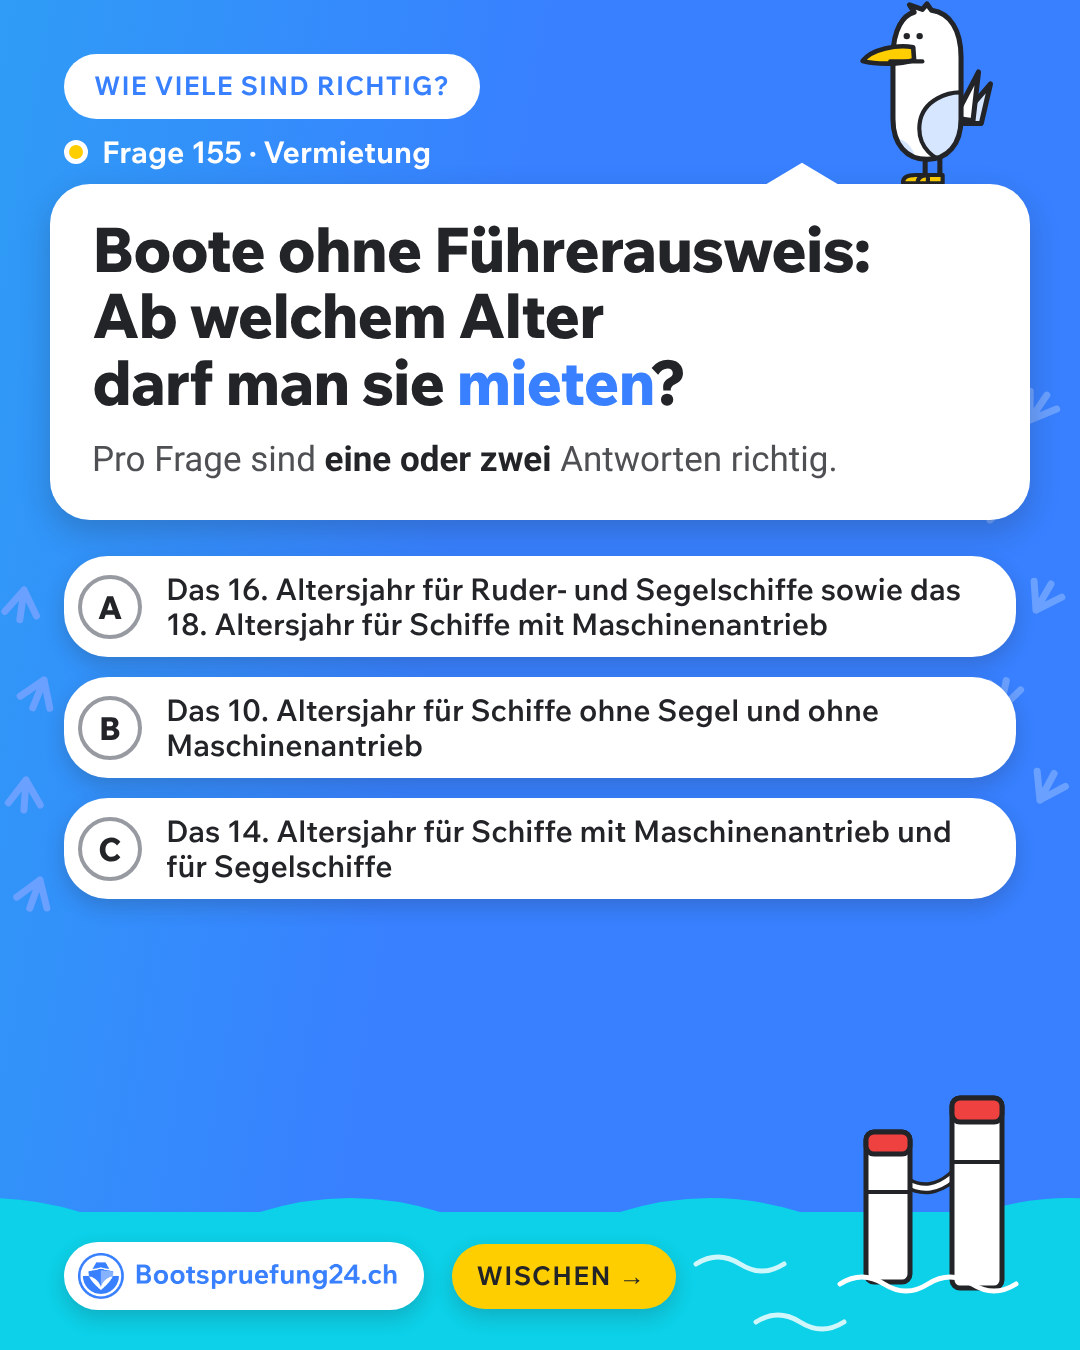 WIE VIELE SIND RICHTIG?
Frage 155 · Vermietung
Boote ohne Führerausweis:
Ab welchem Alter
darf man sie mieten?
Pro Frage sind eine oder zwei Antworten richtig.
A
Das 16. Altersjahr für Ruder- und Segelschiffe sowie das
18. Altersjahr für Schiffe mit Maschinenantrieb
B
Das 10. Altersjahr für Schiffe ohne Segel und ohne
Maschinenantrieb
C
Das 14. Altersjahr für Schiffe mit Maschinenantrieb und
für Segelschiffe
Bootspruefung24.ch
WISCHEN →